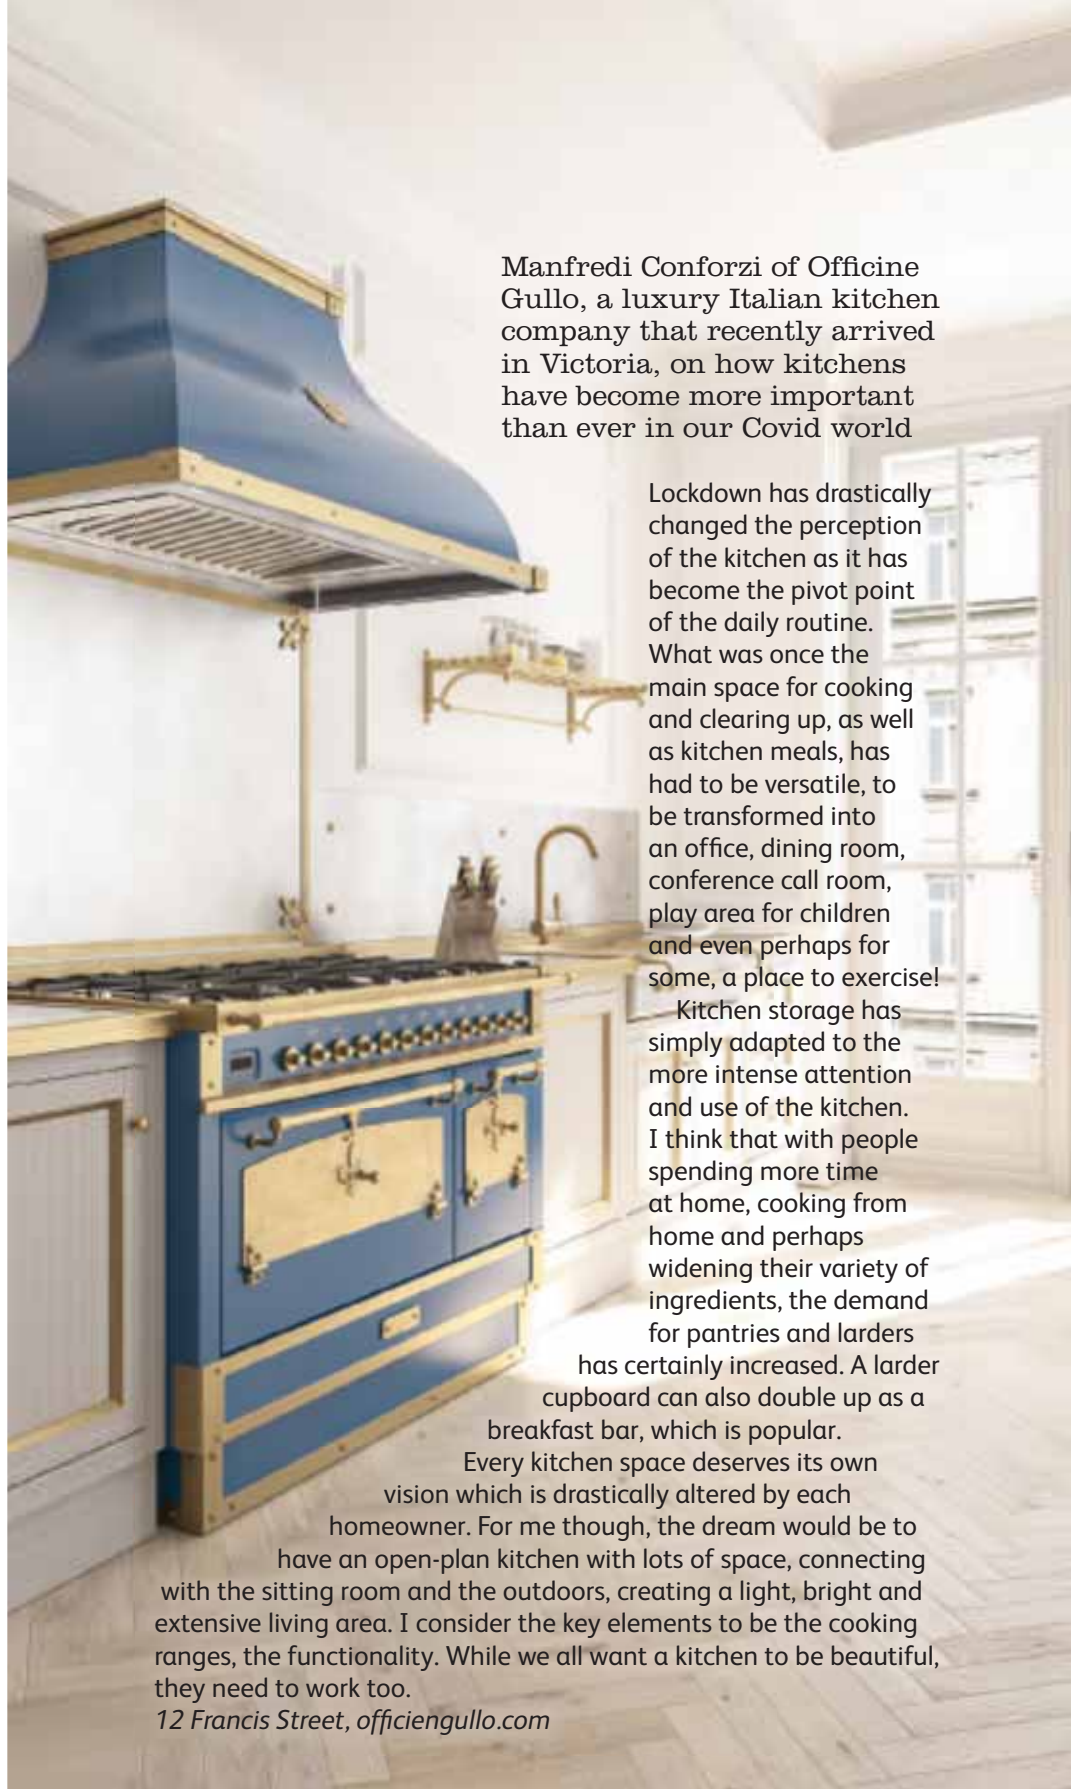 Manfredi Conforzi of Officine
Gullo, a luxury Italian kitchen
company that recently arrived
in Victoria, on how kitchens
have become more important
than ever in our Covid world
Lockdown has drastically
changed the perception
of the kitchen as it has
become the pivot point
of the daily routine.
What was once the
main space for cooking
and clearing up, as well
as kitchen meals, has
had to be versatile, to
be transformed into
an office, dining room,
conference call room,
play area for children
and even perhaps for
some, a place to exercise!
Kitchen storage has
simply adapted to the
more intense attention
and use of the kitchen.
I think that with people
spending more time
at home, cooking from
home and perhaps
widening their variety of
ingredients, the demand
for pantries and larders
has certainly increased. A larder
cupboard can also double up as a
breakfast bar, which is popular.
Every kitchen space deserves its own
vision which is drastically altered by each
homeowner. For me though, the dream would be to
have an open-plan kitchen with lots of space, connecting
with the sitting room and the outdoors, creating a light, bright and
extensive living area. I consider the key elements to be the cooking
ranges, the functionality. While we all want a kitchen to be beautiful,
they need to work too.
12 Francis Street, officiengullo.com